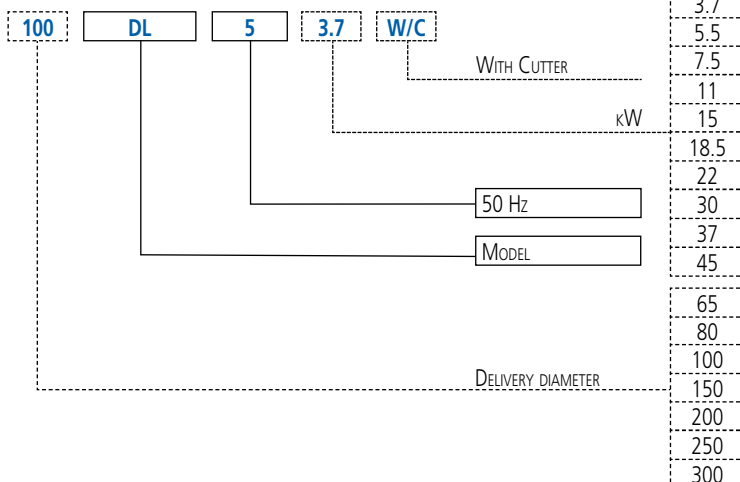 3.7
100 DL 5 3.7 W/C
5.5
WITH CUTTER
7.5
11
KW
15
18.5
22
50 HZ
30
37
MODEL
45
65
80
100
DELIVERY DIAMETER
150
200
250
300